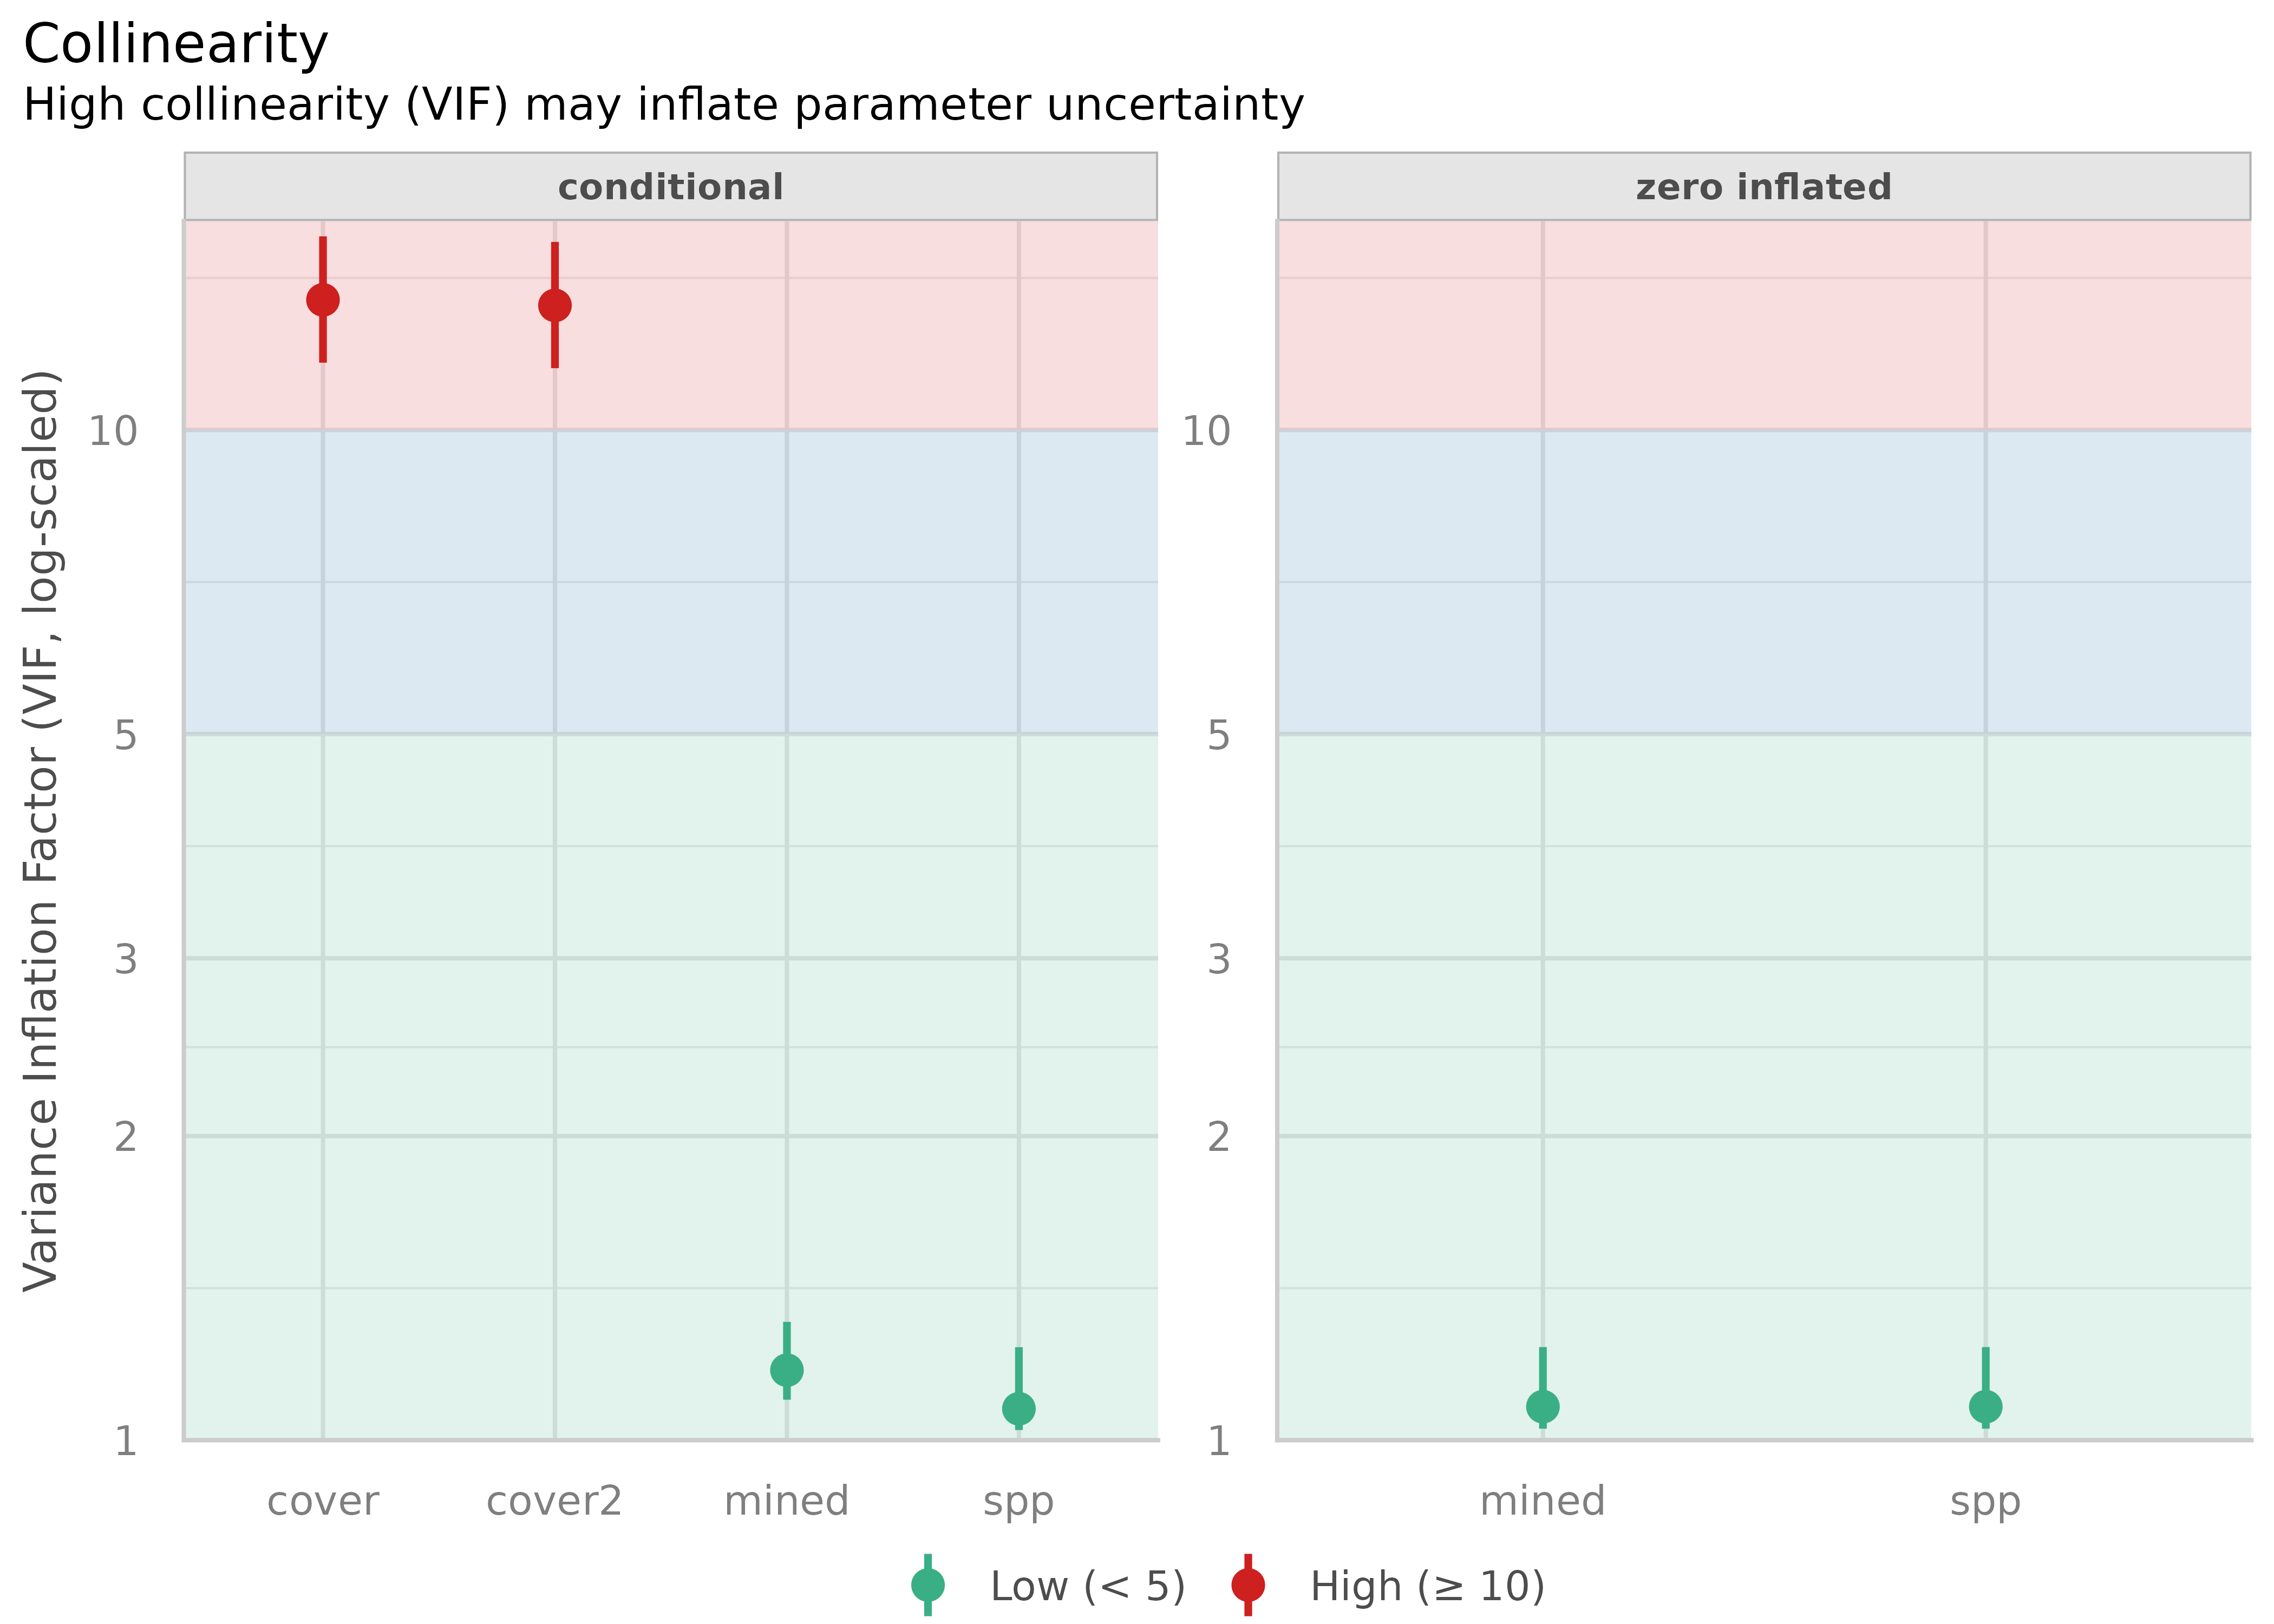 Collinearity
High collinearity (VIF) may inflate parameter uncertainty
conditional
zero inflated
Variance Inflation Factor (VIF, log-scaled)
10
5
3
2
1
10
5
3
2
1
cover cover2 mined spp
mined spp
Low (< 5) High (≥ 10)